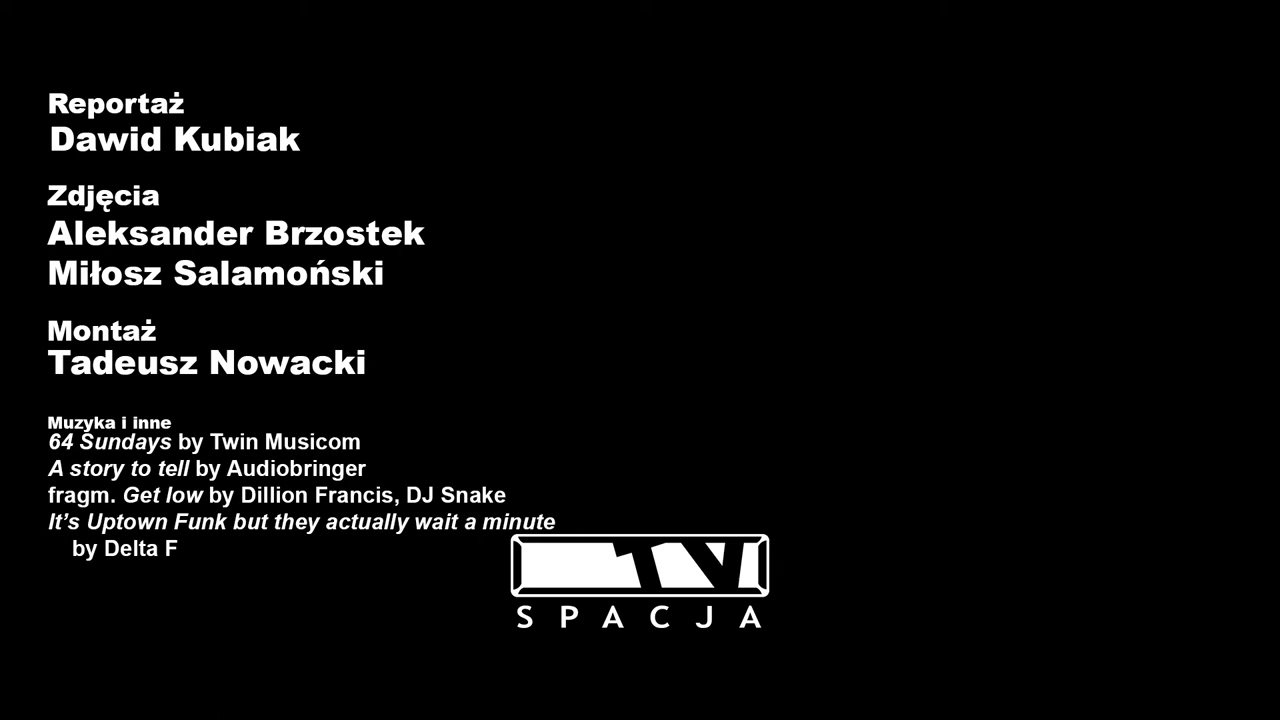 Reportaż
Dawid Kubiak
Zdjęcia
Aleksander Brzostek
Miłosz Salamoński
Montaż
Tadeusz Nowacki
Muzyka i inne
64 Sundays by Twin Musicom
A story to tell by Audiobringer
fragm. Get low by Dillion Francis, DJ Snake
It's Uptown Funk but they actually wait a minute
by Delta F
TV
SPACJA